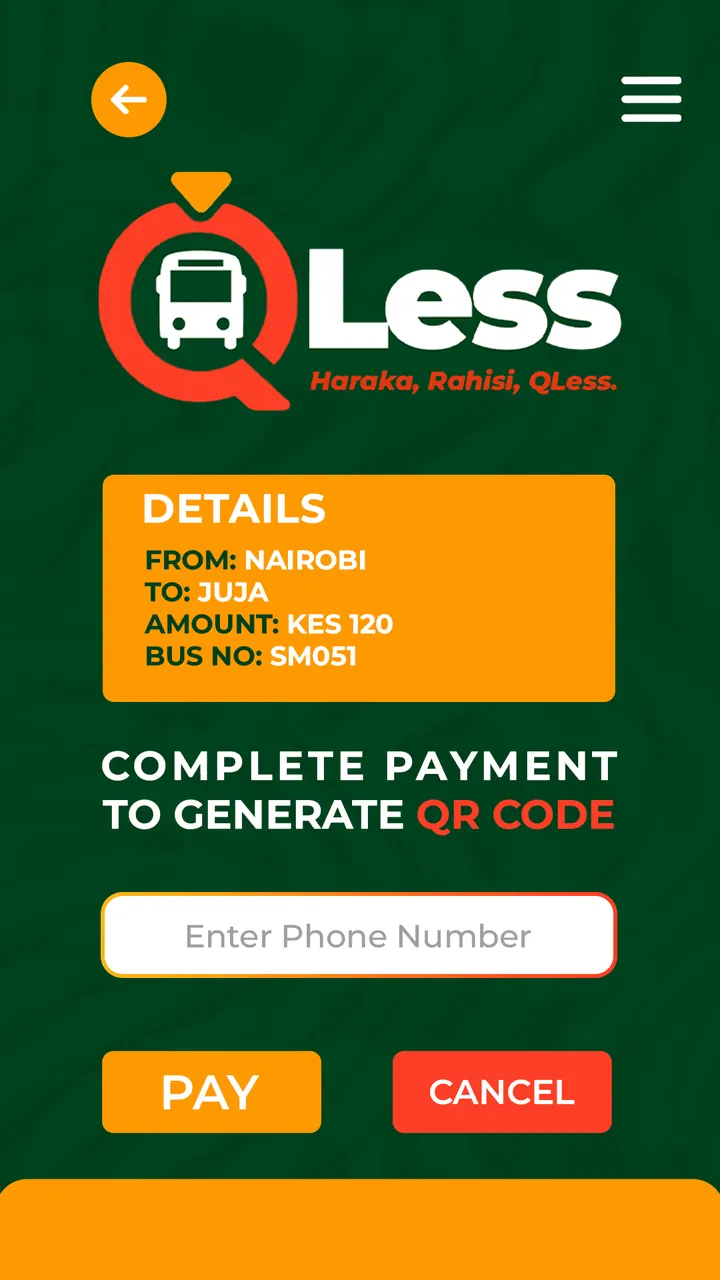 QLess
Haraka, Rahisi, QLess.
DETAILS
FROM: NAIROBI
TO: JUJA
AMOUNT: KES 120
BUS NO: SM051
COMPLETE PAYMENT
TO GENERATE QR CODE
Enter Phone Number
PAY
CANCEL